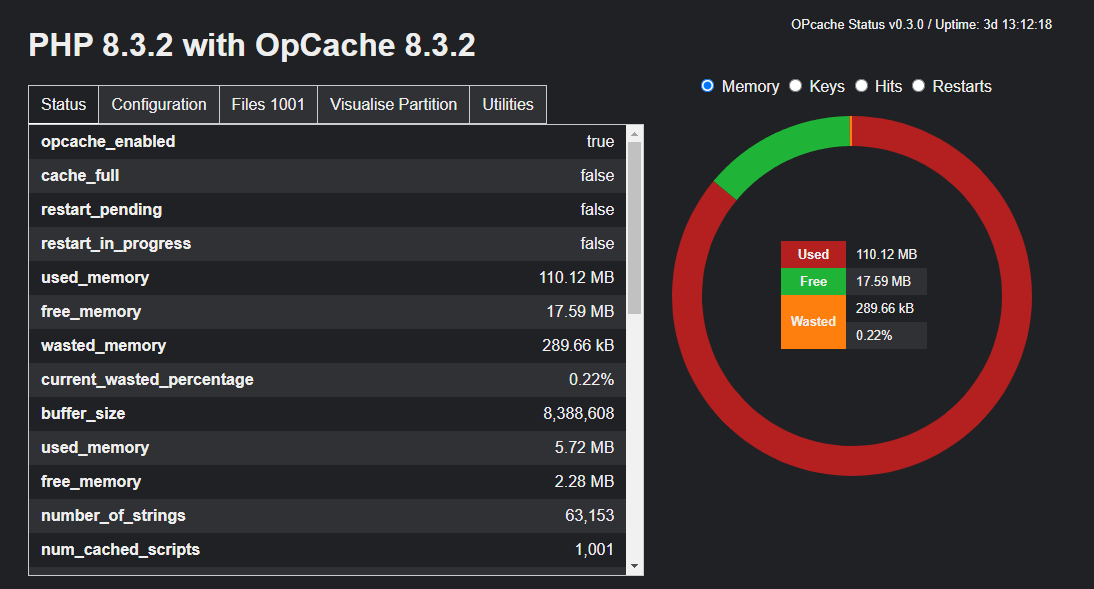 OPcache Status v0.3.0 / Uptime: 3d 13:12:18
PHP 8.3.2 with OpCache 8.3.2
Status Configuration Files 1001 Visualise Partition Utilities
Memory Keys Hits Restarts
opcache_enabled true
cache_full false
restart_pending false
restart_in_progress false
used_memory 110.12 MB
free_memory 17.59 MB
wasted_memory 289.66 kB
current_wasted_percentage 0.22%
buffer_size 8,388,608
used_memory 5.72 MB
free_memory 2.28 MB
number_of_strings 63,153
num_cached_scripts 1,001
Used 110.12 MB
Free 17.59 MB
Wasted 289.66 kB
0.22%